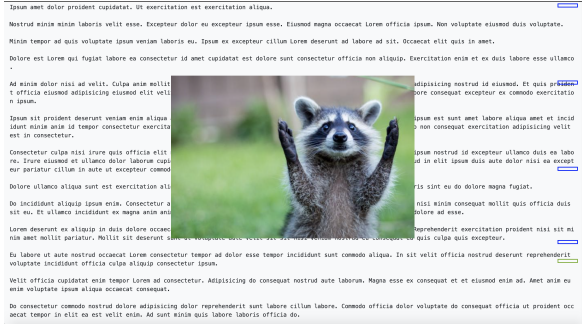 Ipsum amet dolor proident cupidatat. Ut exercitation est exercitation aliqua.
Nostrud minim minim laboris velit esse. Excepteur dolor eu excepteur ipsum esse. Eiusmod magna occaecat Lorem officia ipsum. Non voluptate eiusmod duis voluptate.
Minim tempor ad quis voluptate ipsum veniam laboris eu. Ipsum ex excepteur cillum Lorem deserunt ad labore ad sit. Occaecat elit quis in amet.
Dolore est Lorem qui fugiat labore ea consectetur id amet cupidatat est dolore sunt consectetur officia non aliquip. Exercitation enim et ex duis labore esse ullamco
.
Ad minim dolor nisi ad velit. Culpa anim mollit adipisicing nostrud id eiusmod. Et quis proiden
t officia eiusmod adipisicing eiusmod elit veli ore consequat excepteur ex commodo exercitatio
n ipsum.
Ipsum sit proident deserunt veniam enim aliqua ipsum est sunt amet labore aliqua amet et incid
idunt minim anim id tempor consectetur exercita non consequat exercitation adipisicing velit
est in consectetur.
Consectetur culpa nisi irure quis officia elit ipsum nostrud id excepteur ullamco duis ea labo
re. Irure eiusmod et ullamco dolor laborum cupi ud in elit ipsum duis aute dolor nisi ea except
eur pariatur cillum in aute ut excepteur commod
Dolore ullamco aliqua sunt est exercitation ali ris sint eu do dolore magna fugiat.
Do incididunt aliquip ipsum enim. Consectetur a nisi minim consequat mollit quis officia duis
sit eu. Et ullamco incididunt ex magna anim ani dolore ad esse.
Lorem deserunt ex aliquip in duis dolore occaec Reprehenderit exercitation proident nisi sit mi
nim amet mollit pariatur. Mollit sit deserunt quis culpa quis excepteur.
Eu labore ut aute nostrud occaecat Lorem consectetur tempor ad dolor esse tempor incididunt sunt commodo aliqua. In sit velit officia nostrud deserunt reprehenderit
voluptate incididunt officia culpa aliquip consectetur ipsum.
Velit officia cupidatat enim tempor Lorem ad consectetur. Adipisicing do consequat nostrud aute laborum. Magna esse ex consequat et et eiusmod enim ad. Amet anim eu
enim voluptate ipsum aliqua occaecat consequat.
Do consectetur commodo nostrud dolore adipisicing dolor reprehenderit sunt labore cillum labore. Commodo officia dolor voluptate do consequat officia ut proident occ
aecat tempor in elit ea est velit enim. Ad sunt minim quis labore laboris officia do.